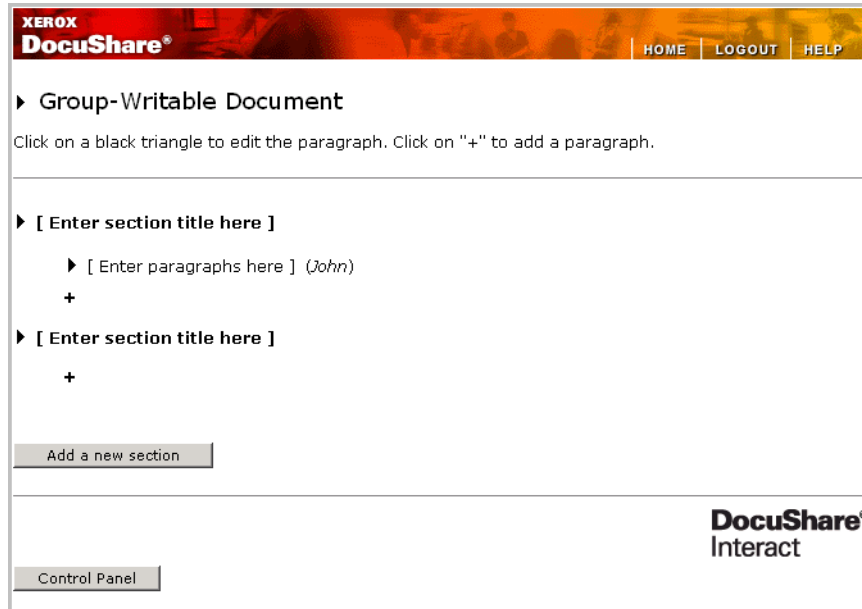 XEROX
DocuShare®
HOME LOGOUT HELP
Group-Writable Document
Click on a black triangle to edit the paragraph. Click on "+" to add a paragraph.
[ Enter section title here ]
[ Enter paragraphs here ] (John)
+
[ Enter section title here ]
+
Add a new section
DocuShare®
Interact
Control Panel